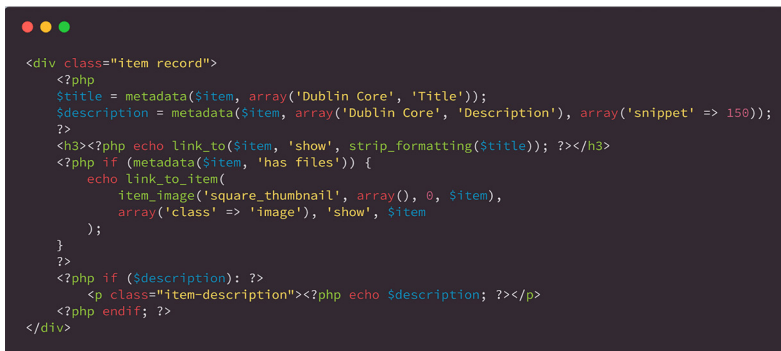 <div class="item record">
    <?php
    $title = metadata($item, array('Dublin Core', 'Title'));
    $description = metadata($item, array('Dublin Core', 'Description'), array('snippet' => 150));
    ?>
    <h3><?php echo link_to($item, 'show', strip_formatting($title)); ?></h3>
    <?php if (metadata($item, 'has files')) {
        echo link_to_item(
            item_image('square_thumbnail', array(), 0, $item),
            array('class' => 'image'), 'show', $item
        );
    }
    ?>
    <?php if ($description): ?>
        <p class="item-description"><?php echo $description; ?></p>
    <?php endif; ?>
</div>